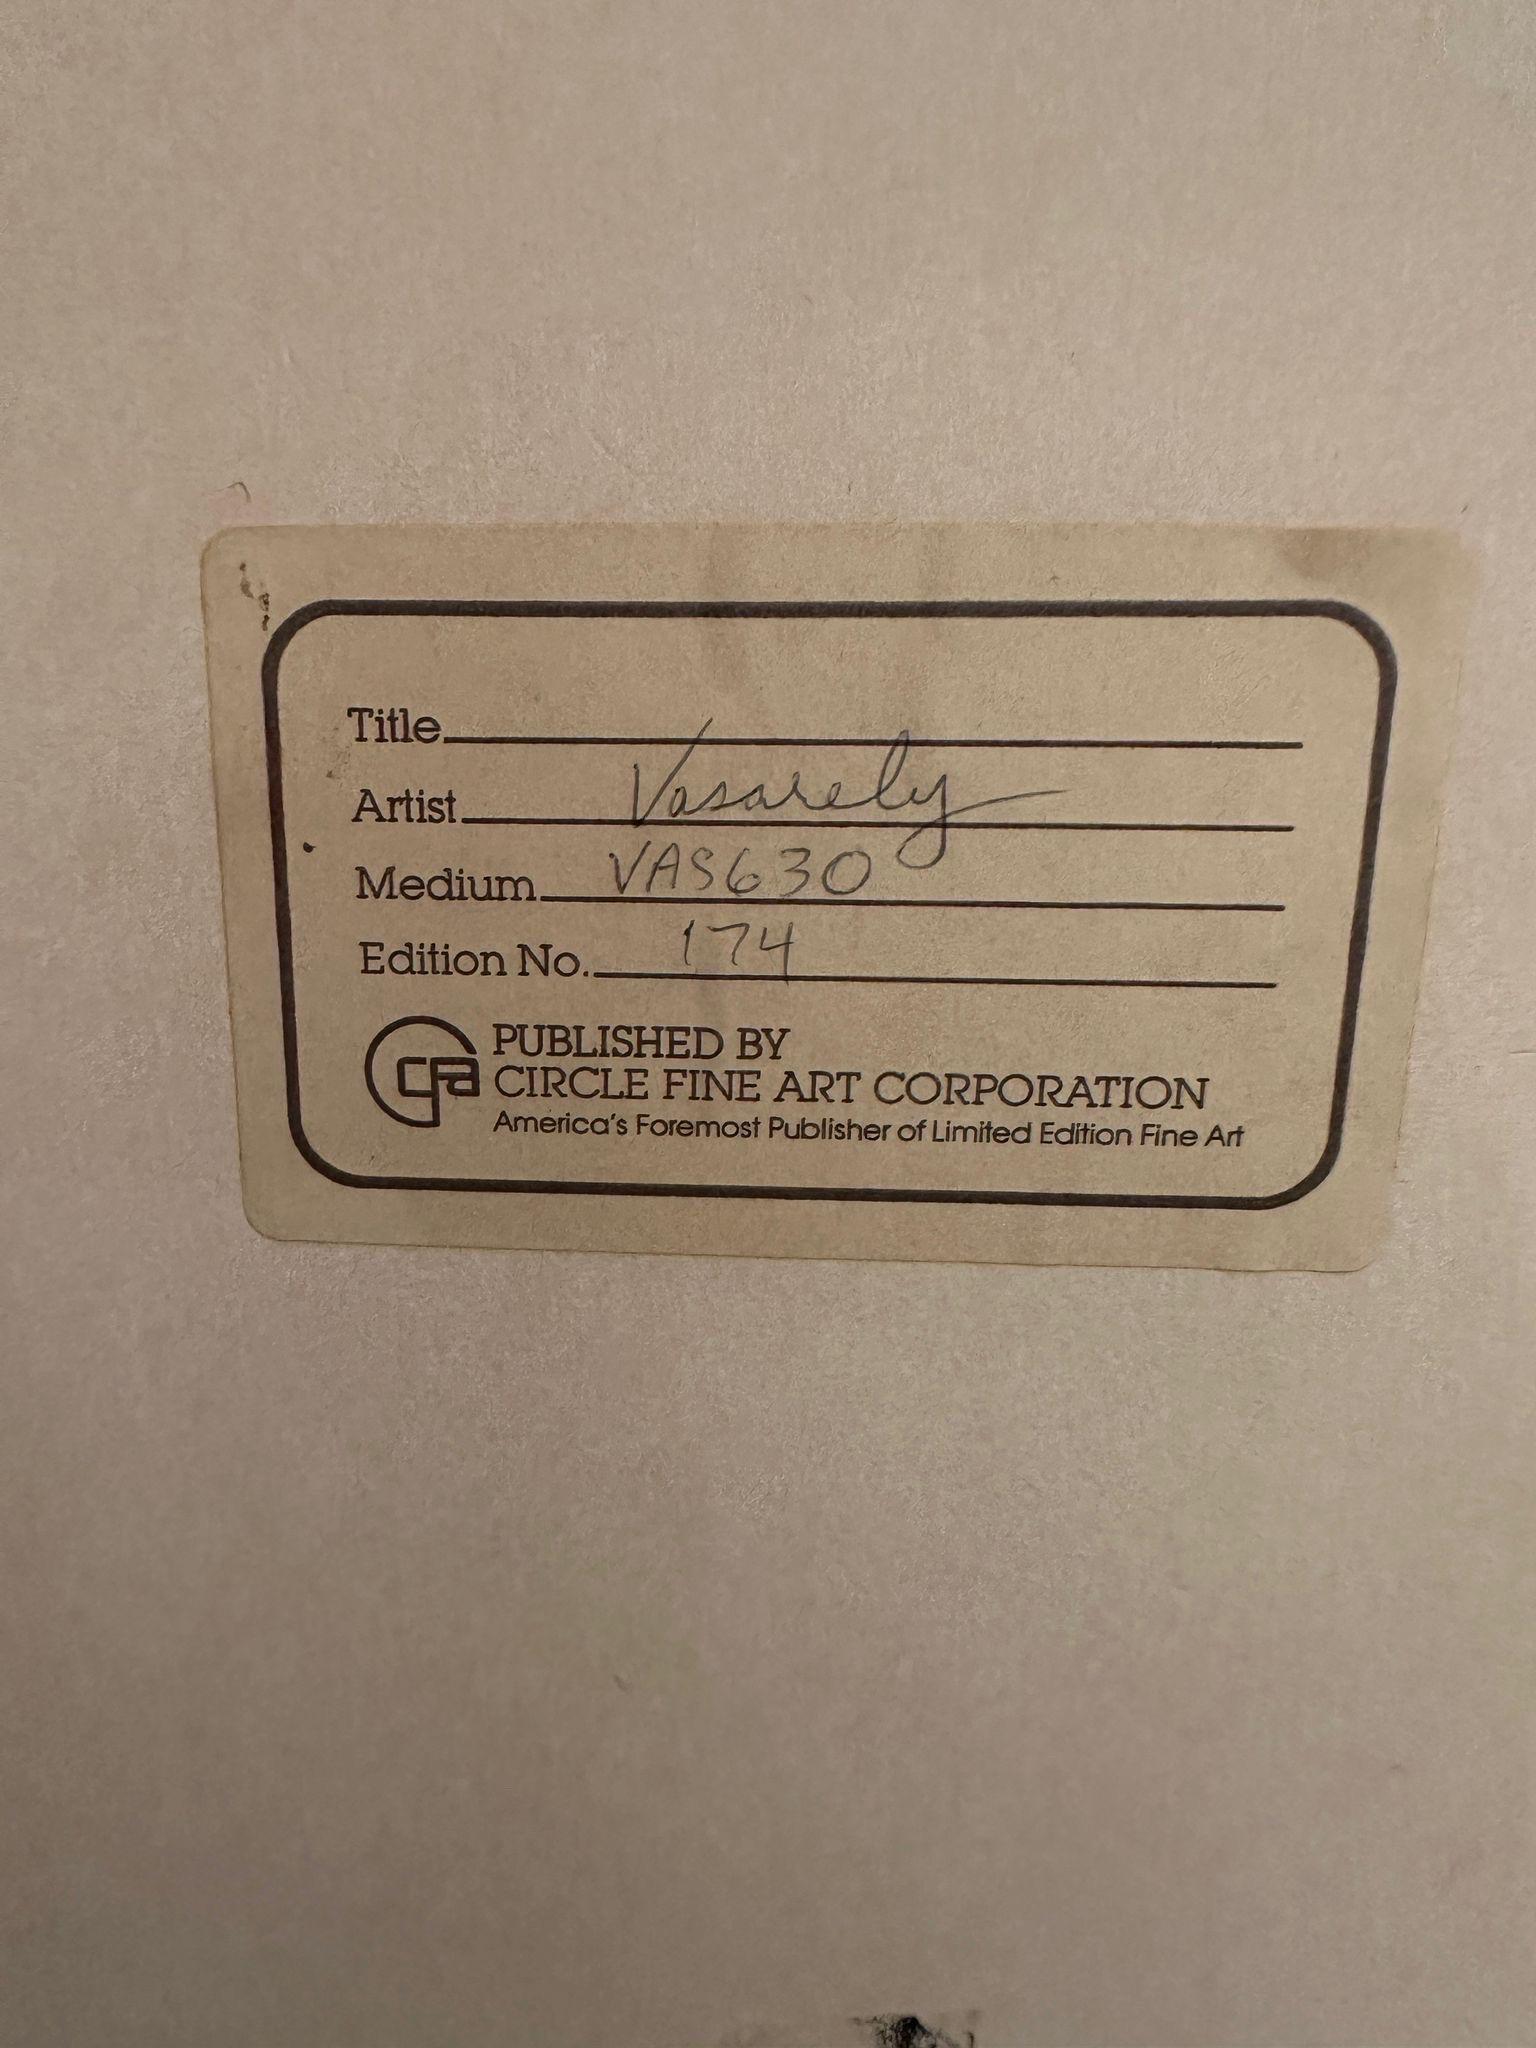 Title
Artist Vasarely
Medium VAS630
Edition No. 174
cfa PUBLISHED BY
CIRCLE FINE ART CORPORATION
America's Foremost Publisher of Limited Edition Fine Art